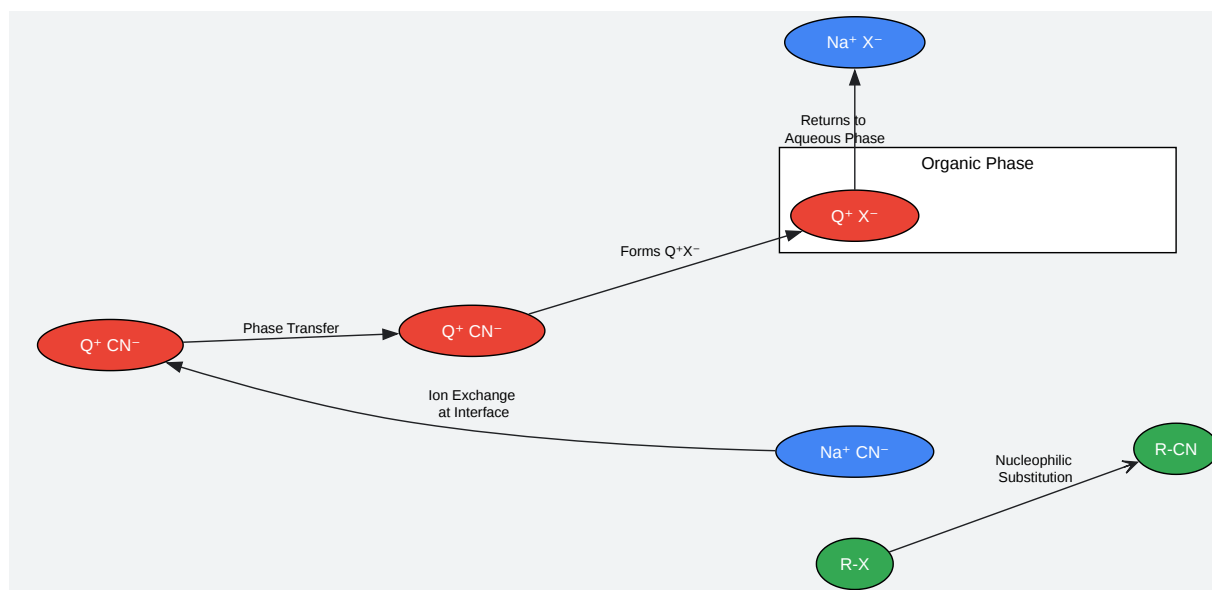 Na⁺ X⁻
Returns to
Aqueous Phase
Organic Phase
Q⁺ X⁻
Forms Q⁺X⁻
Phase Transfer
Q⁺ CN⁻
Q⁺ CN⁻
Ion Exchange
at Interface
Na⁺ CN⁻
Nucleophilic
Substitution
R-CN
R-X